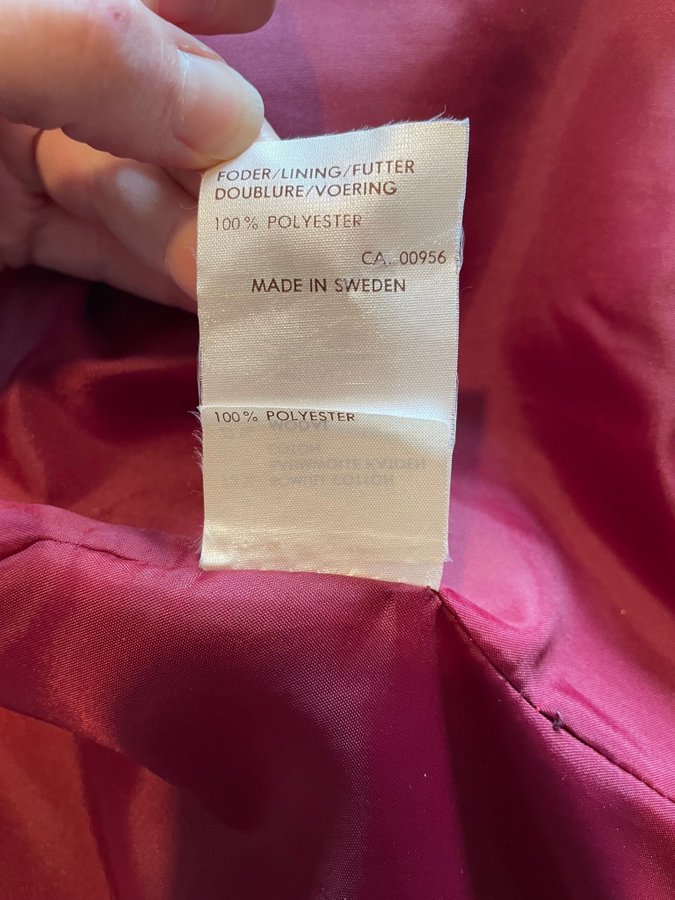 FODER/LINING/FUTTER
DOUBLURE/VOERING
100% POLYESTER
CA. 00956
MADE IN SWEDEN
100% POLYESTER